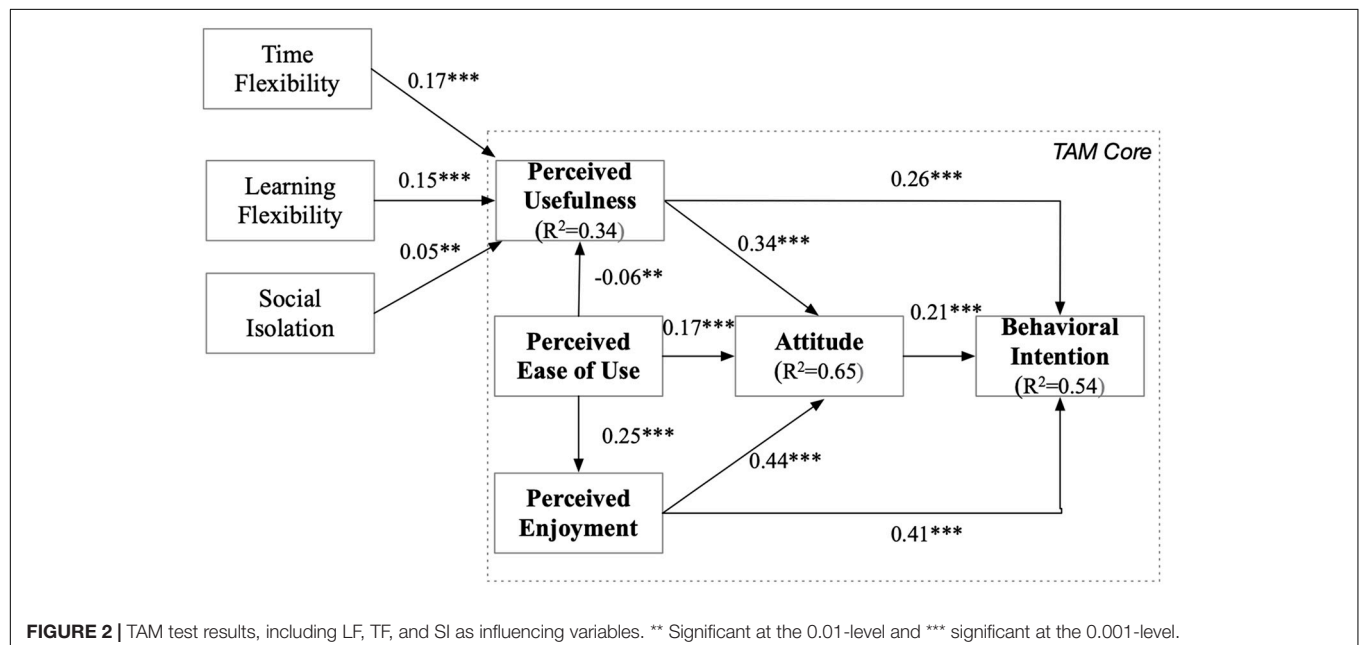 Time
Flexibility
0.17***
TAM Core
Learning
Flexibility
0.15***
Perceived
Usefulness
(R²=0.34)
0.26***
0.34***
0.05**
Social
Isolation
-0.06**
Perceived
Ease of Use
0.17***
Attitude
(R²=0.65)
0.21***
Behavioral
Intention
(R²=0.54)
0.25***
0.44***
Perceived
Enjoyment
0.41***
FIGURE 2 | TAM test results, including LF, TF, and SI as influencing variables. ** Significant at the 0.01-level and *** significant at the 0.001-level.